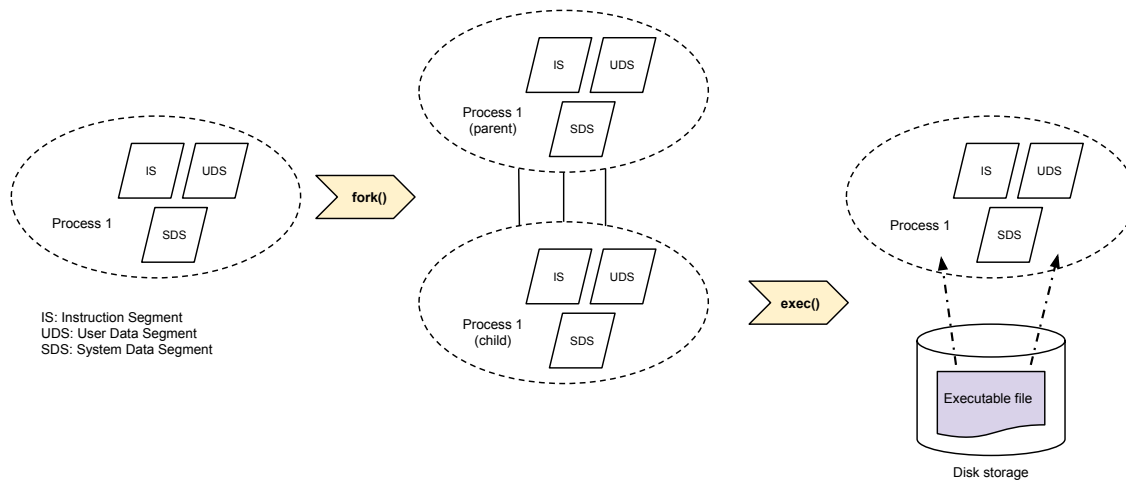 IS
UDS
Process 1
SDS
IS: Instruction Segment
UDS: User Data Segment
SDS: System Data Segment
fork()
IS
UDS
Process 1
(parent)
SDS
IS
UDS
Process 1
(child)
SDS
exec()
IS
UDS
Process 1
SDS
Executable file
Disk storage